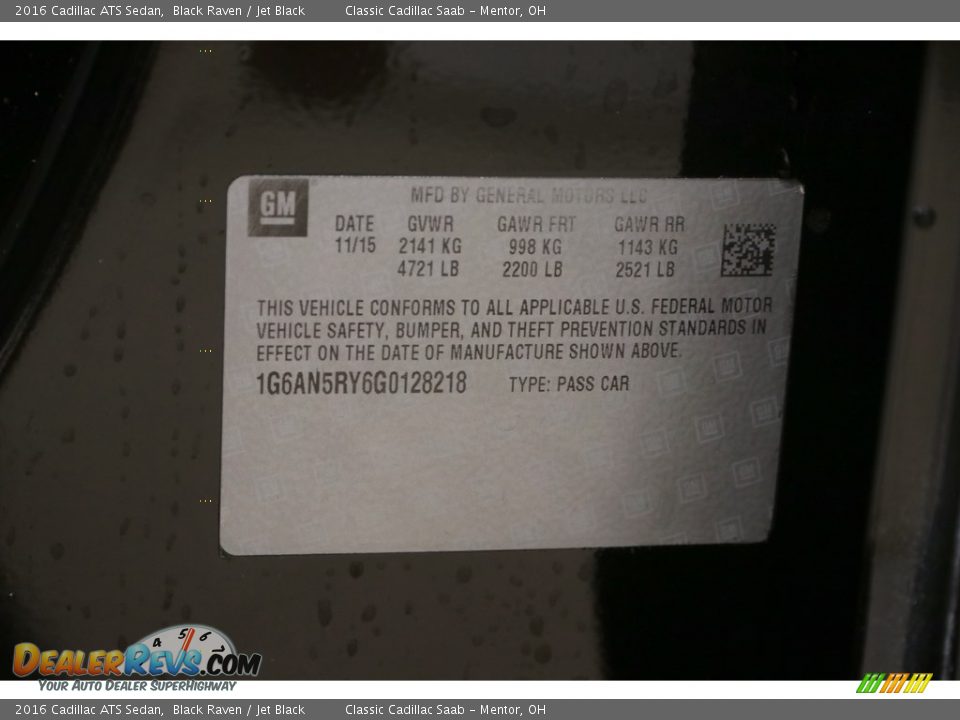 2016 Cadillac ATS Sedan, Black Raven / Jet Black Classic Cadillac Saab - Mentor, OH
GM
MFD BY GENERAL MOTORS LLC
DATE GVWR GAWR FRT GAWR RR
11/15 2141 KG 998 KG 1143 KG
4721 LB 2200 LB 2521 LB
THIS VEHICLE CONFORMS TO ALL APPLICABLE U.S. FEDERAL MOTOR
VEHICLE SAFETY, BUMPER, AND THEFT PREVENTION STANDARDS IN
EFFECT ON THE DATE OF MANUFACTURE SHOWN ABOVE.
1G6AN5RY6G0128218 TYPE: PASS CAR
4 5 6
DEALERREVS.COM
YOUR AUTO DEALER SUPERHIGHWAY
2016 Cadillac ATS Sedan, Black Raven / Jet Black Classic Cadillac Saab - Mentor, OH